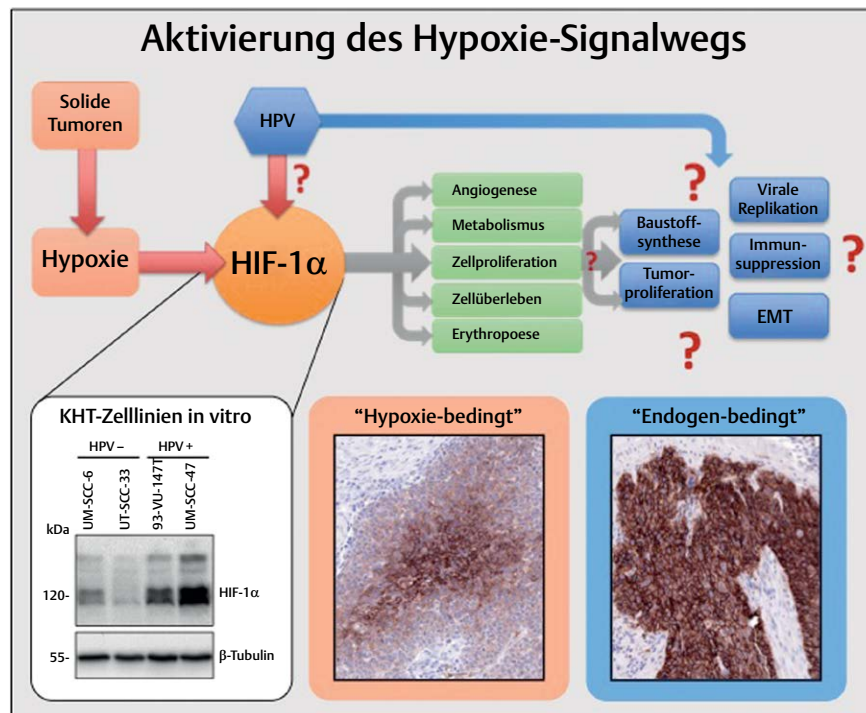 Aktivierung des Hypoxie-Signalwegs
Solide
Tumoren
HPV
?
Hypoxie
HIF-1α
Angiogenese
Metabolismus
Zellproliferation
Zellüberleben
Erythropoese
?
?
Baustoff-
synthese
Tumor-
proliferation
Virale
Replikation
Immun-
suppression
?
EMT
?
KHT-Zelllinien in vitro
HPV –
HPV +
UM-SCC-6
UT-SCC-33
93-VU-147T
UM-SCC-47
kDa
120-
HIF-1α
55-
β-Tubulin
“Hypoxie-bedingt”
“Endogen-bedingt”